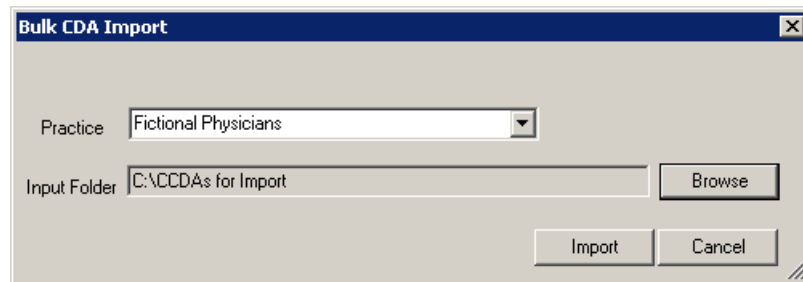 Bulk CDA Import
Practice Fictional Physicians
Input Folder C:\CCDAs for Import Browse
Import Cancel